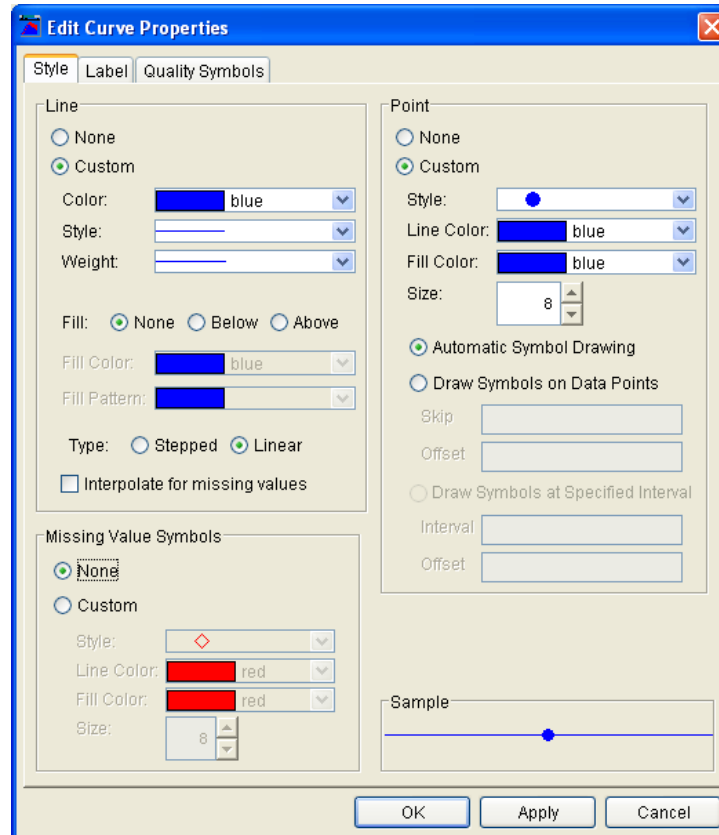 Edit Curve Properties
Style Label Quality Symbols
Line
None
Custom
Color: blue
Style:
Weight:
Fill: None Below Above
Fill Color: blue
Fill Pattern:
Type: Stepped Linear
Interpolate for missing values
Missing Value Symbols
None
Custom
Style:
Line Color: red
Fill Color: red
Size: 8
Point
None
Custom
Style:
Line Color: blue
Fill Color: blue
Size: 8
Automatic Symbol Drawing
Draw Symbols on Data Points
Skip
Offset
Draw Symbols at Specified Interval
Interval
Offset
Sample
OK Apply Cancel